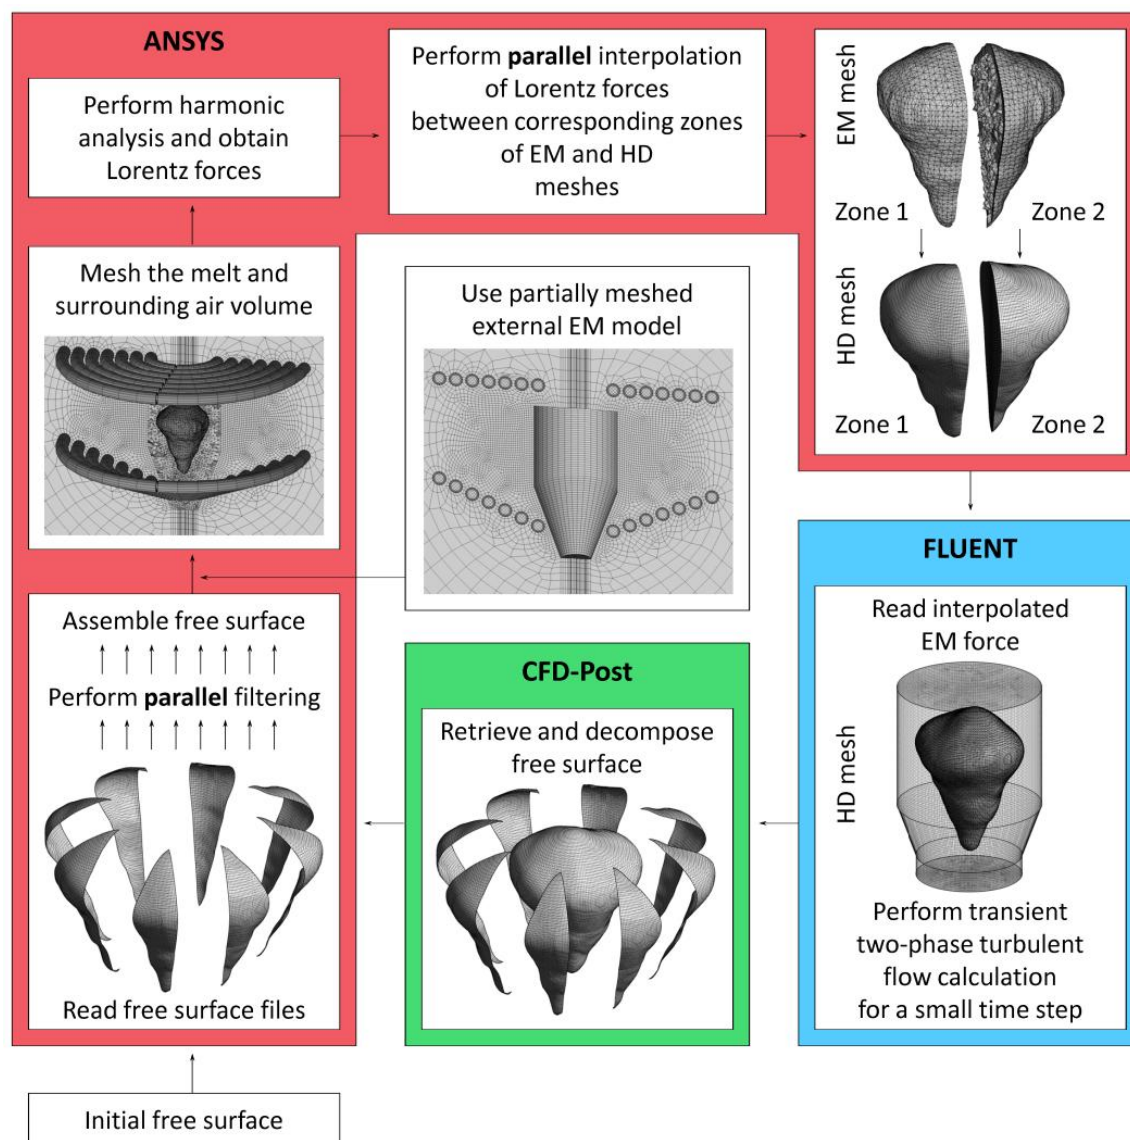 ANSYS
Perform harmonic
analysis and obtain
Lorentz forces
Perform parallel interpolation
of Lorentz forces
between corresponding zones
of EM and HD
meshes
EM mesh
Zone 1
Zone 2
HD mesh
Zone 1
Zone 2
Mesh the melt and
surrounding air volume
Use partially meshed
external EM model
Assemble free surface
Perform parallel filtering
Read free surface files
CFD-Post
Retrieve and decompose
free surface
FLUENT
Read interpolated
EM force
HD mesh
Perform transient
two-phase turbulent
flow calculation
for a small time step
Initial free surface